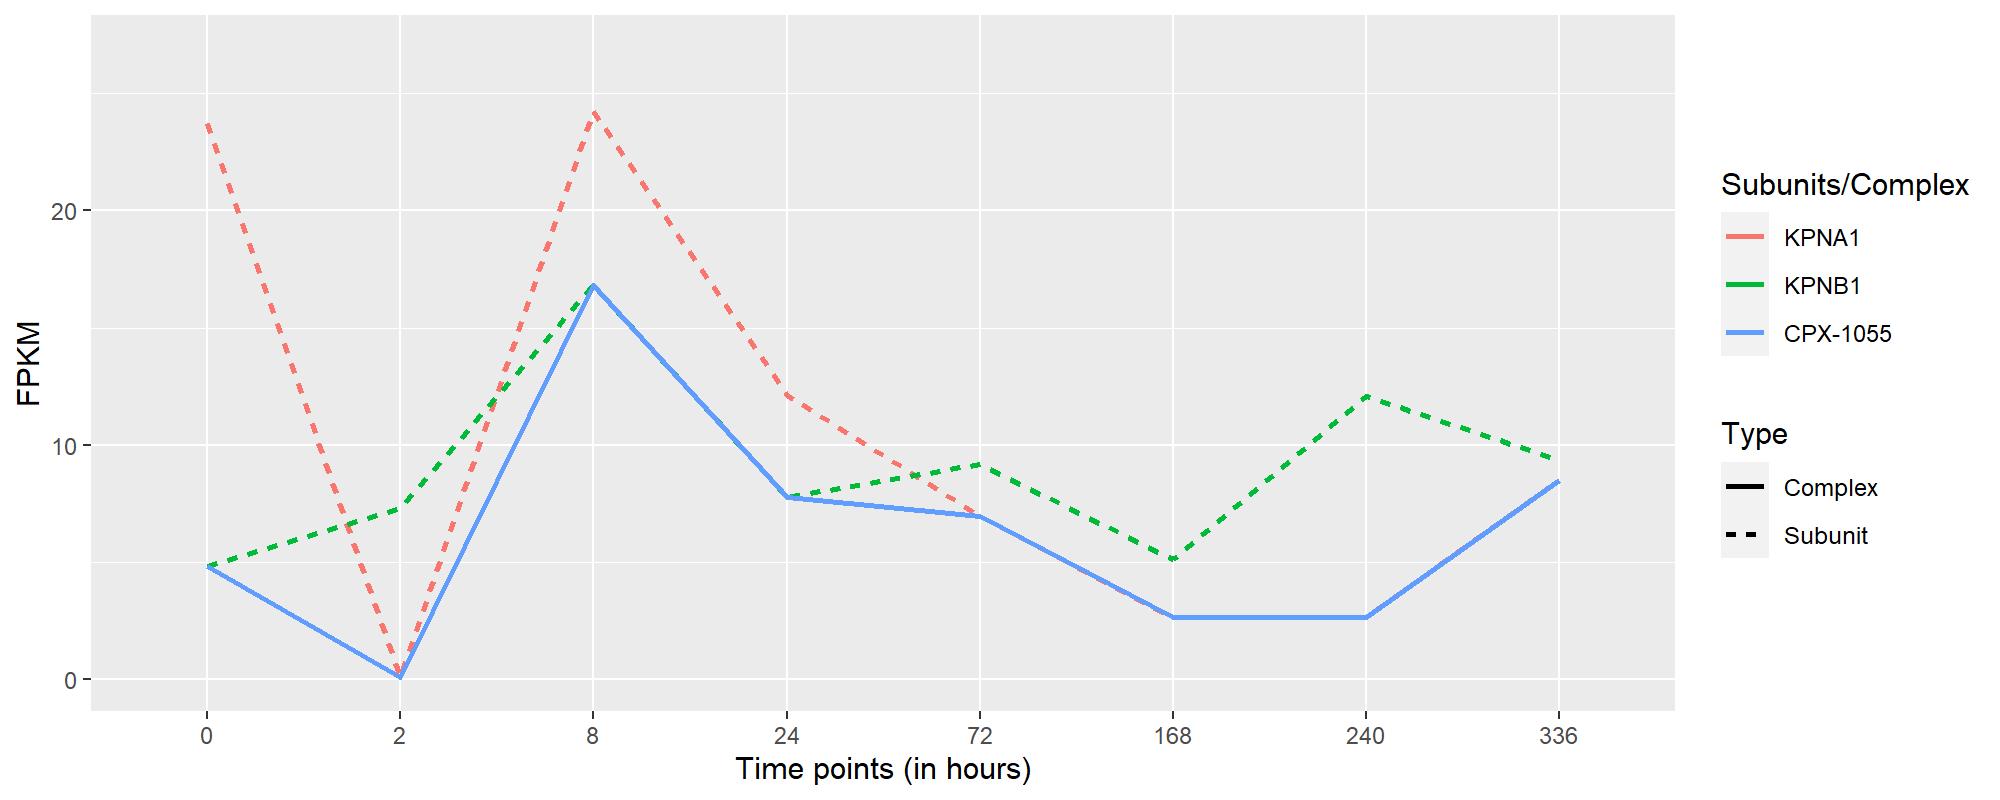 FPKM
20
10
0
0 2 8 24 72 168 240 336
Time points (in hours)
Subunits/Complex
KPNA1
KPNB1
CPX-1055
Type
Complex
Subunit